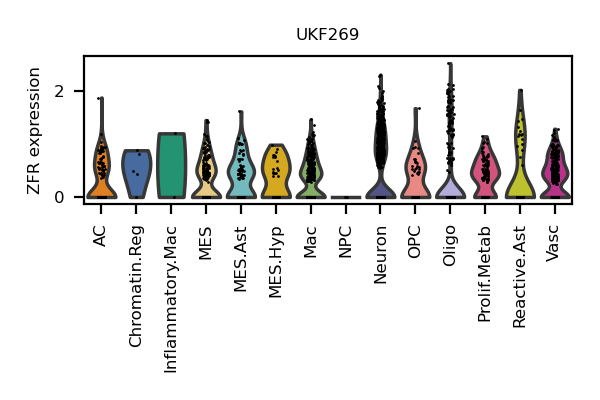 UKF269
ZFR expression
2
0
AC
Chromatin.Reg
Inflammatory.Mac
MES
MES.Ast
MES.Hyp
Mac
NPC
Neuron
OPC
Oligo
Prolif.Metab
Reactive.Ast
Vasc